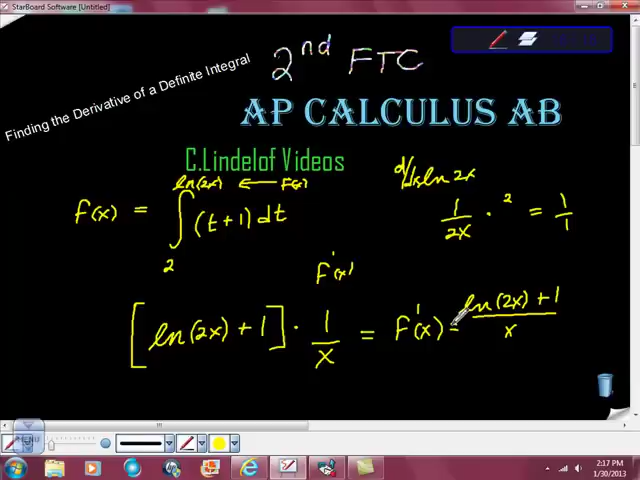 StarBoard Software - [Untitled]
2nd FTC
Finding the Derivative of a Definite Integral
AP CALCULUS AB
C.Lindelof Videos
ln(2x) ← F(x)
d/dx ln 2x
F(x) = ∫ (t+1) dt
2
1/2x · 2 = 1/1
F'(x)
[ln(2x) + 1] · 1/x = F'(x) = ln(2x) + 1 / x
MENU
2:17 PM
1/30/2013